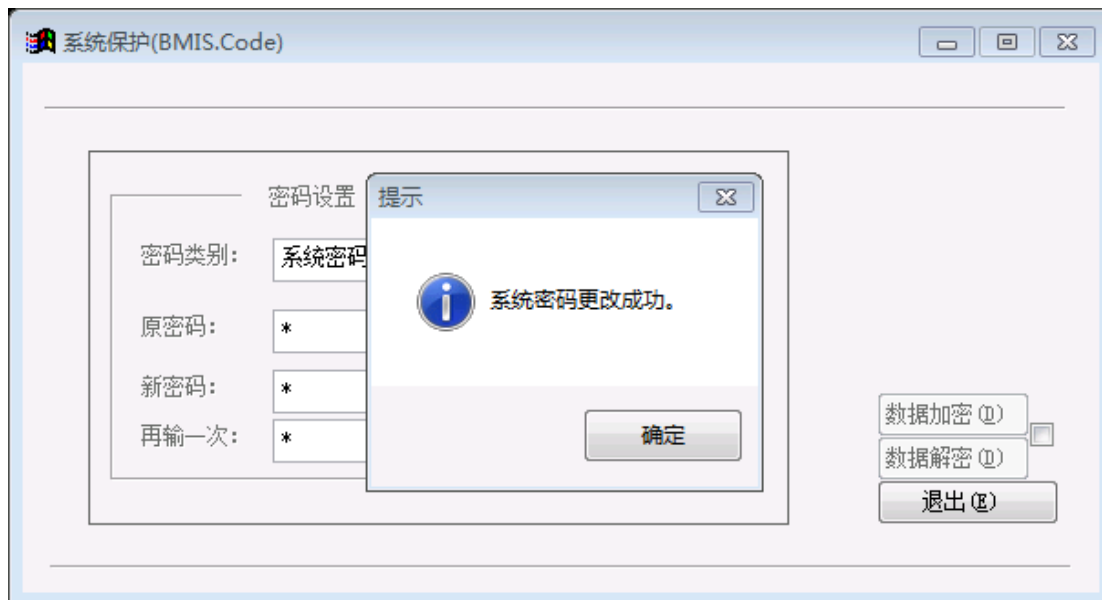 系统保护(BMIS.Code)
密码设置
提示
密码类别:
系统密码
系统密码更改成功。
原密码:
*
新密码:
*
再输一次:
*
确定
数据加密(D)
数据解密(D)
退出(E)